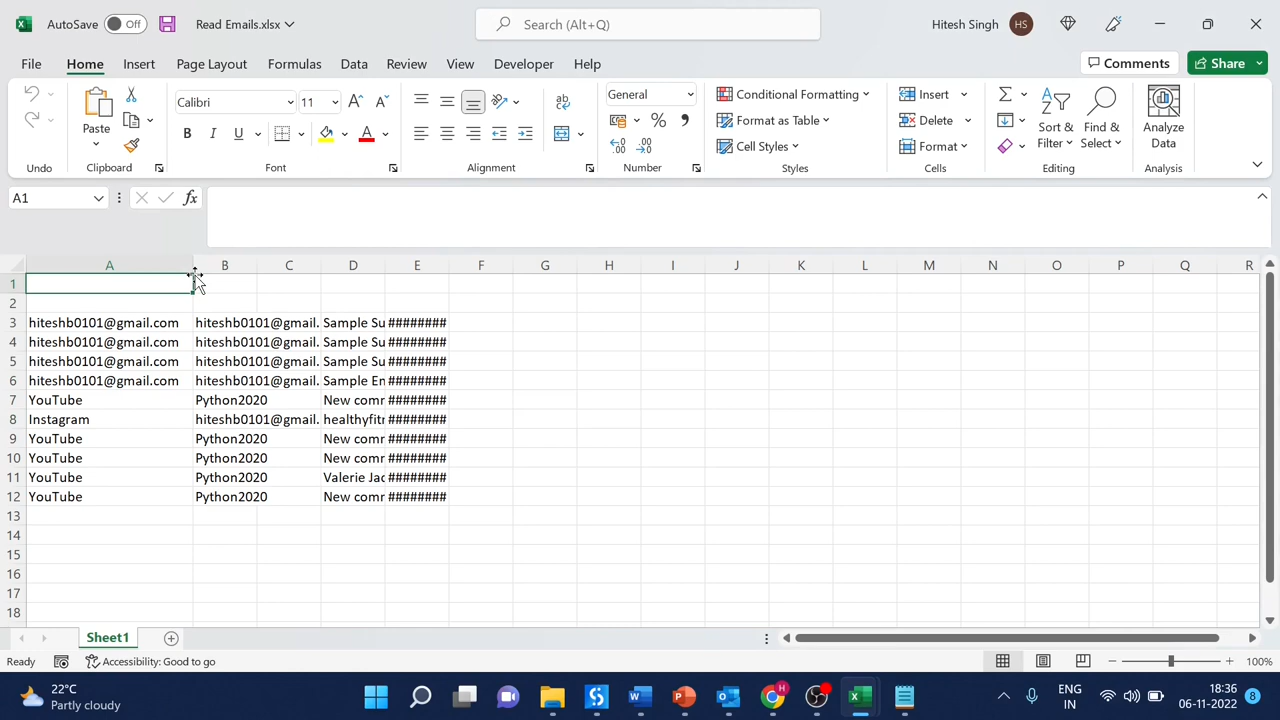 AutoSave Off Read Emails.xlsx Search (Alt+Q) Hitesh Singh HS
File Home Insert Page Layout Formulas Data Review View Developer Help Comments Share
Calibri 11 General Conditional Formatting Insert
Paste B I U % Format as Table Delete Sort & Filter Find & Select Analyze Data
Cell Styles Format
Undo Clipboard Font Alignment Number Styles Cells Editing Analysis
A1 fx
A B C D E F G H I J K L M N O P Q R
1
2
3 hiteshb0101@gmail.com hiteshb0101@gmail. Sample Su ########
4 hiteshb0101@gmail.com hiteshb0101@gmail. Sample Su ########
5 hiteshb0101@gmail.com hiteshb0101@gmail. Sample Su ########
6 hiteshb0101@gmail.com hiteshb0101@gmail. Sample En ########
7 YouTube Python2020 New comr ########
8 Instagram hiteshb0101@gmail. healthyfitr ########
9 YouTube Python2020 New comr ########
10 YouTube Python2020 New comr ########
11 YouTube Python2020 Valerie Jac ########
12 YouTube Python2020 New comr ########
13
14
15
16
17
18
Sheet1
Ready Accessibility: Good to go 100%
22°C ENG 18:36
Partly cloudy IN 06-11-2022 8